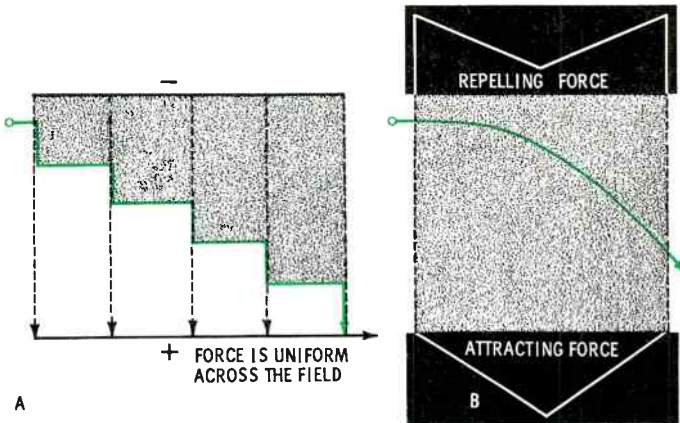 −
REPELLING FORCE
+ FORCE IS UNIFORM
ACROSS THE FIELD
ATTRACTING FORCE
A
B